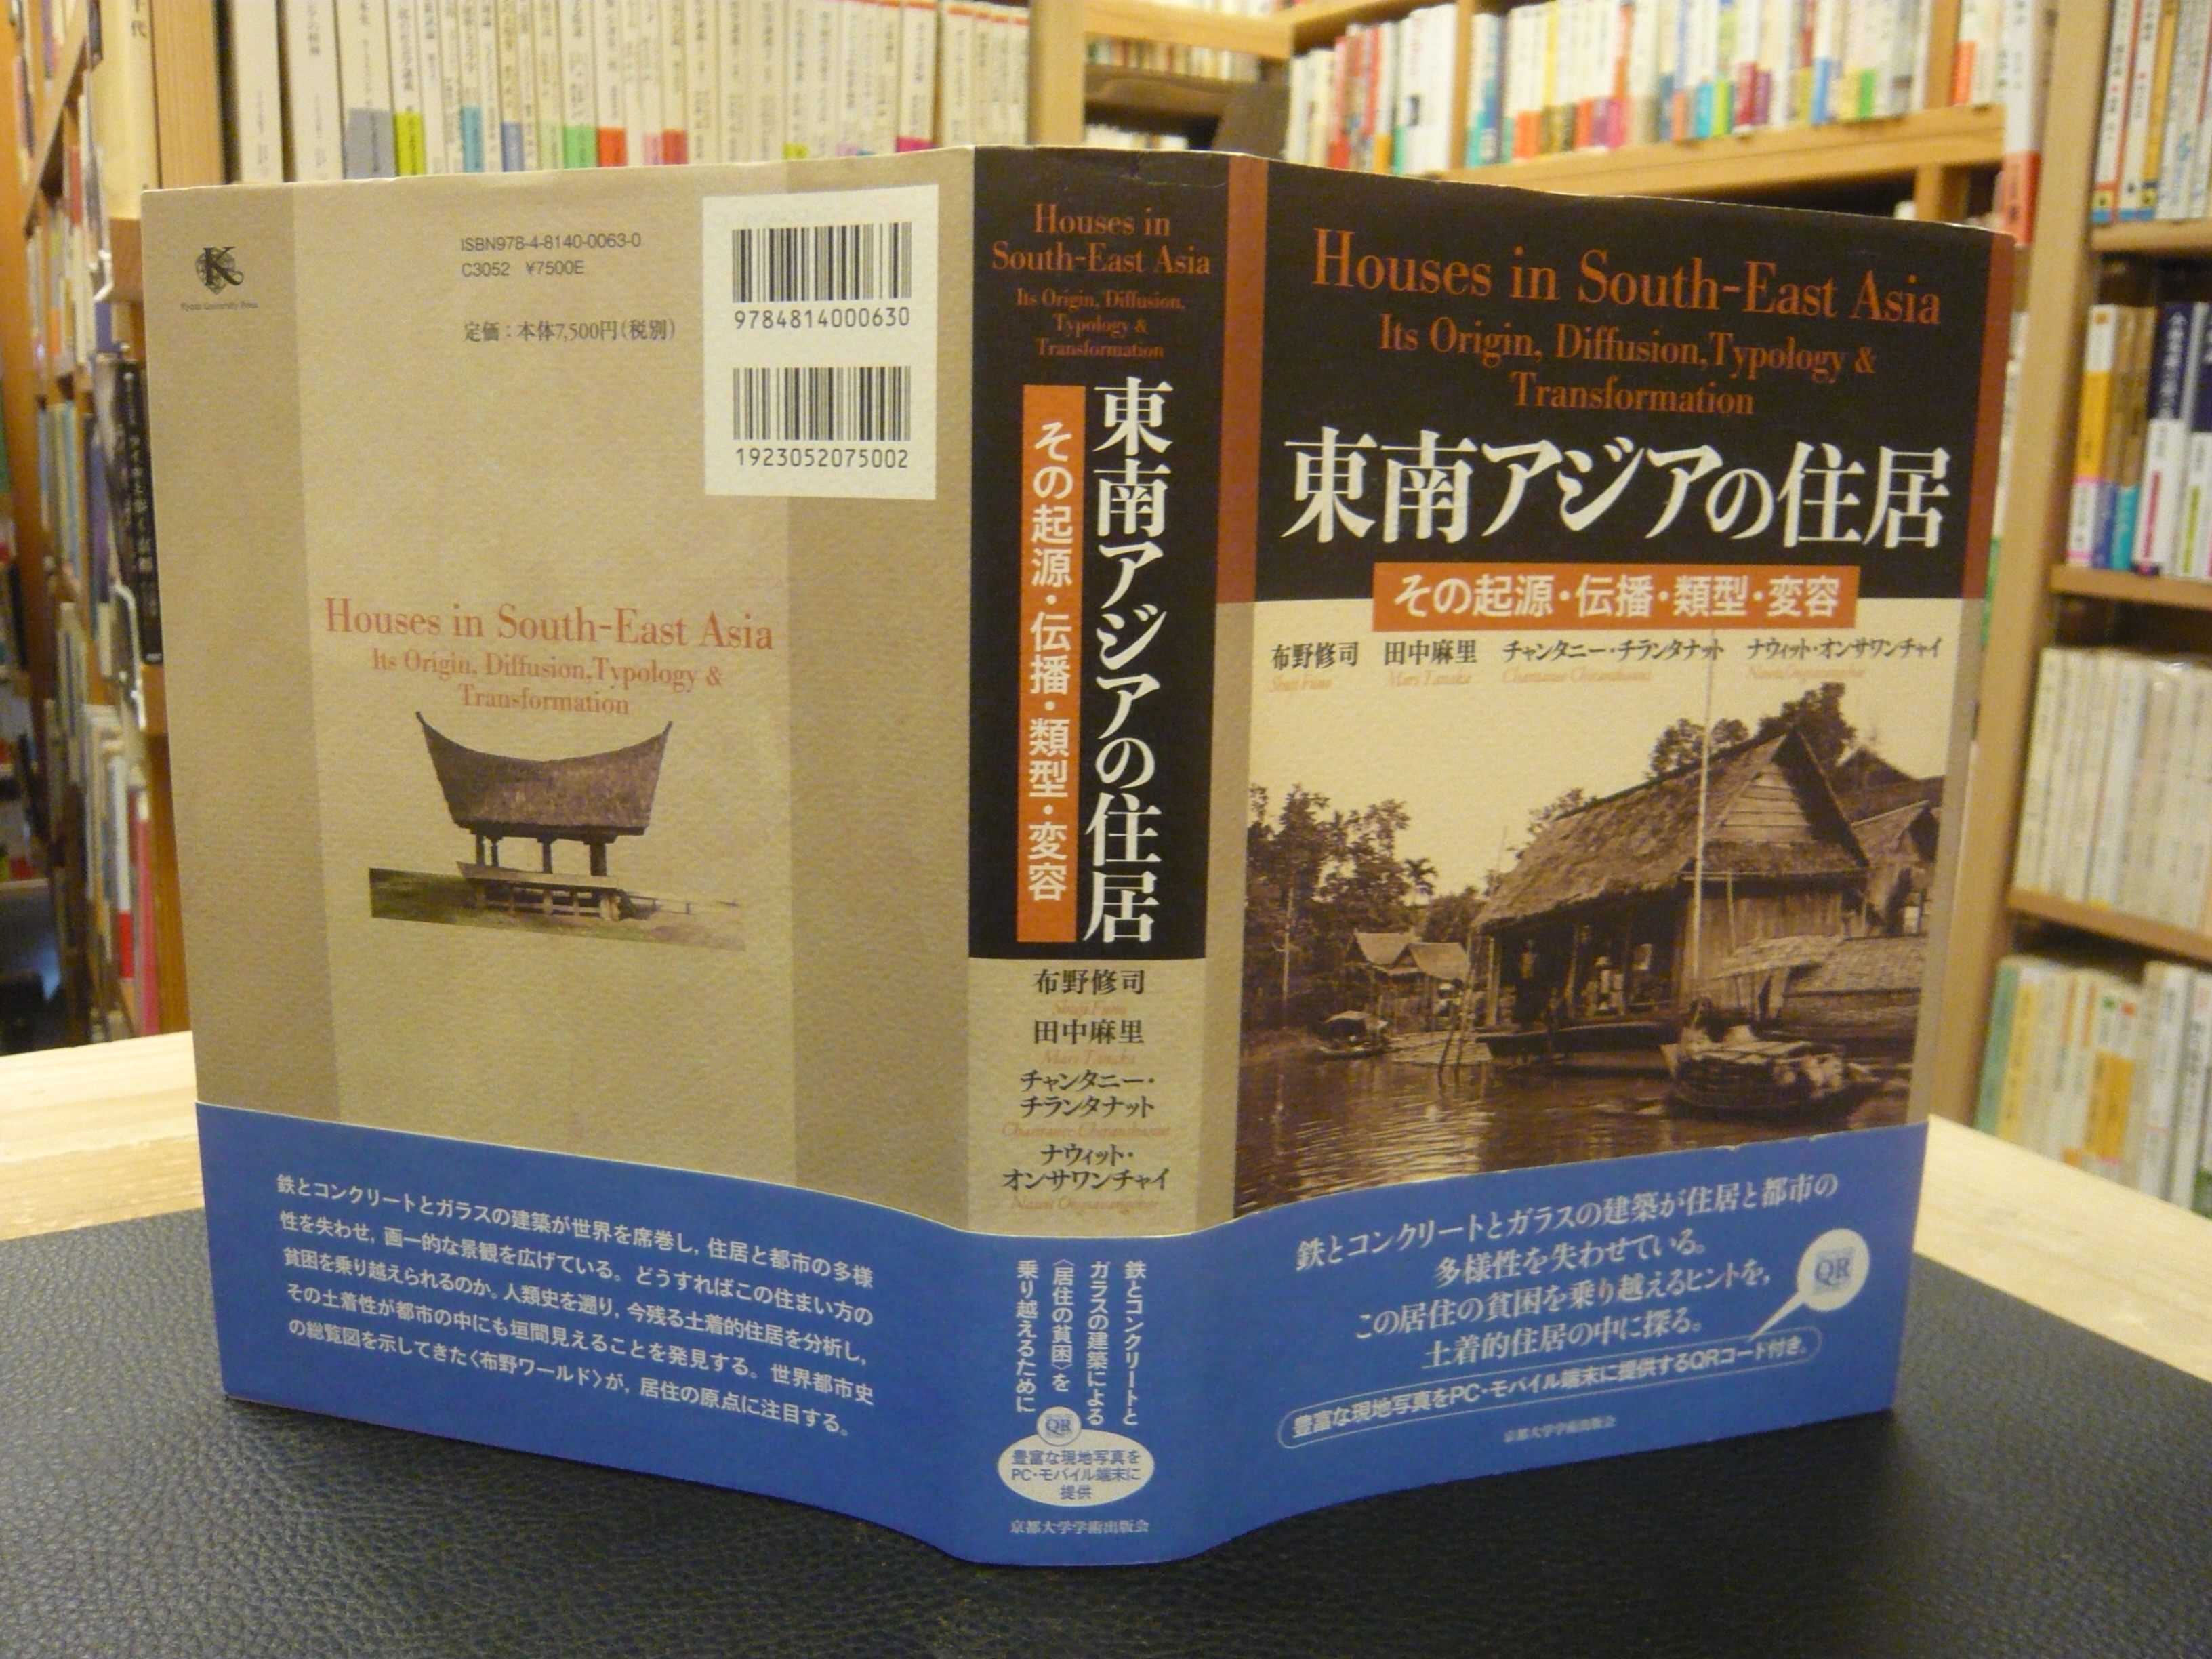 Kyoto University Press
ISBN978-4-8140-0063-0
C3052 ¥7500E
定価：本体7,500円（税別）
9784814000630
1923052075002
Houses in South-East Asia
Its Origin, Diffusion,Typology &
Transformation
鉄とコンクリートとガラスの建築が世界を席巻し，住居と都市の多様
性を失わせ，画一的な景観を広げている。どうすればこの住まい方の
貧困を乗り越えられるのか。人類史を遡り，今残る土着的住居を分析し，
その土着性が都市の中にも垣間見えることを発見する。世界都市史
の総覧図を示してきた〈布野ワールド〉が，居住の原点に注目する。
Houses in
South-East Asia
Its Origin, Diffusion,
Typology &
Transformation
東南アジアの住居
その起源・伝播・類型・変容
布野修司
Shuji Funo
田中麻里
Mari Tanaka
チャンタニー・
チランタナット
ナウィット・
オンサワンチャイ
鉄とコンクリートと
ガラスの建築による
〈居住の貧困〉を
乗り越えるために
QR
豊富な現地写真を
PC・モバイル端末に
提供
京都大学学術出版会
Houses in South-East Asia
Its Origin, Diffusion,Typology &
Transformation
東南アジアの住居
その起源・伝播・類型・変容
布野修司 田中麻里 チャンタニー・チランタナット ナウィット・オンサワンチャイ
Shuji Funo Mari Tanaka
鉄とコンクリートとガラスの建築が住居と都市の
多様性を失わせている。
この居住の貧困を乗り越えるヒントを，
土着的住居の中に探る。
QR
豊富な現地写真をPC・モバイル端末に提供するQRコード付き。
京都大学学術出版会